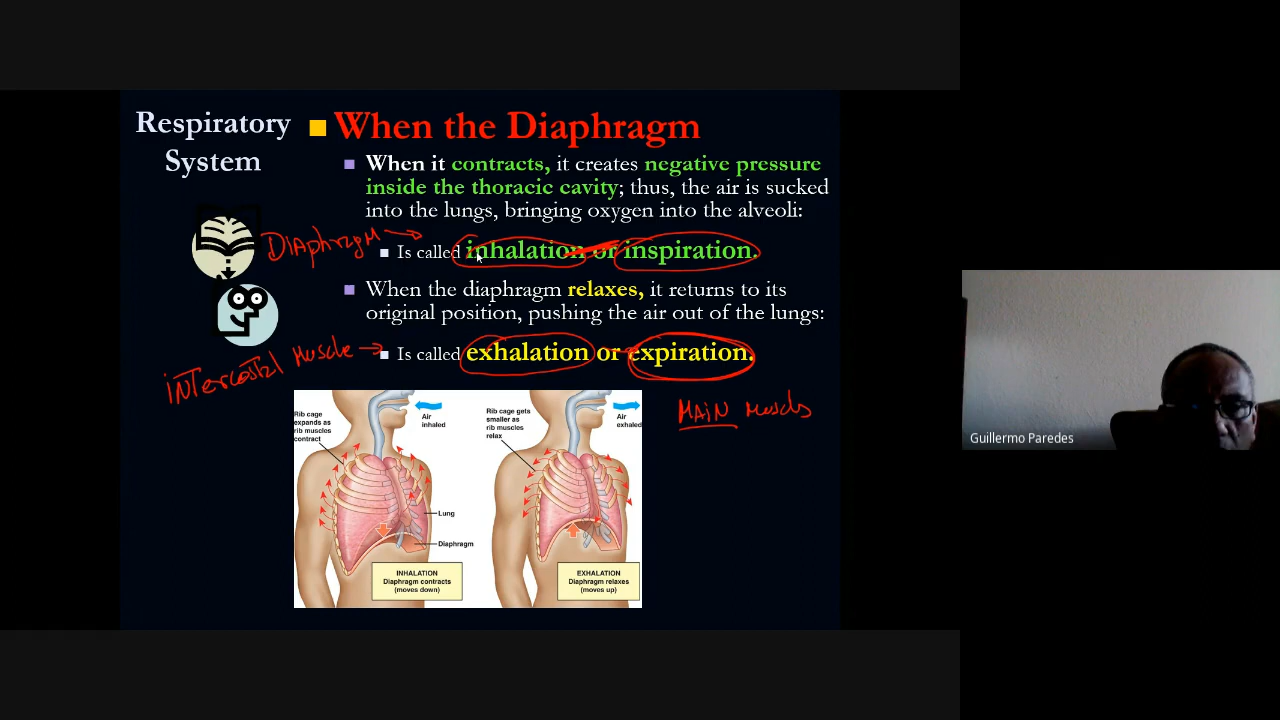 Respiratory
System
When the Diaphragm
When it contracts, it creates negative pressure
inside the thoracic cavity; thus, the air is sucked
into the lungs, bringing oxygen into the alveoli:
DIAphragM
Is called inhalation or inspiration.
When the diaphragm relaxes, it returns to its
original position, pushing the air out of the lungs:
iNTercostal Muscle
Is called exhalation or expiration.
MAIN Muscles
Rib cage
expands as
rib muscles
contract
Air
inhaled
Lung
Diaphragm
INHALATION
Diaphragm contracts
(moves down)
Rib cage gets
smaller as
rib muscles
relax
Air
exhaled
EXHALATION
Diaphragm relaxes
(moves up)
Guillermo Paredes